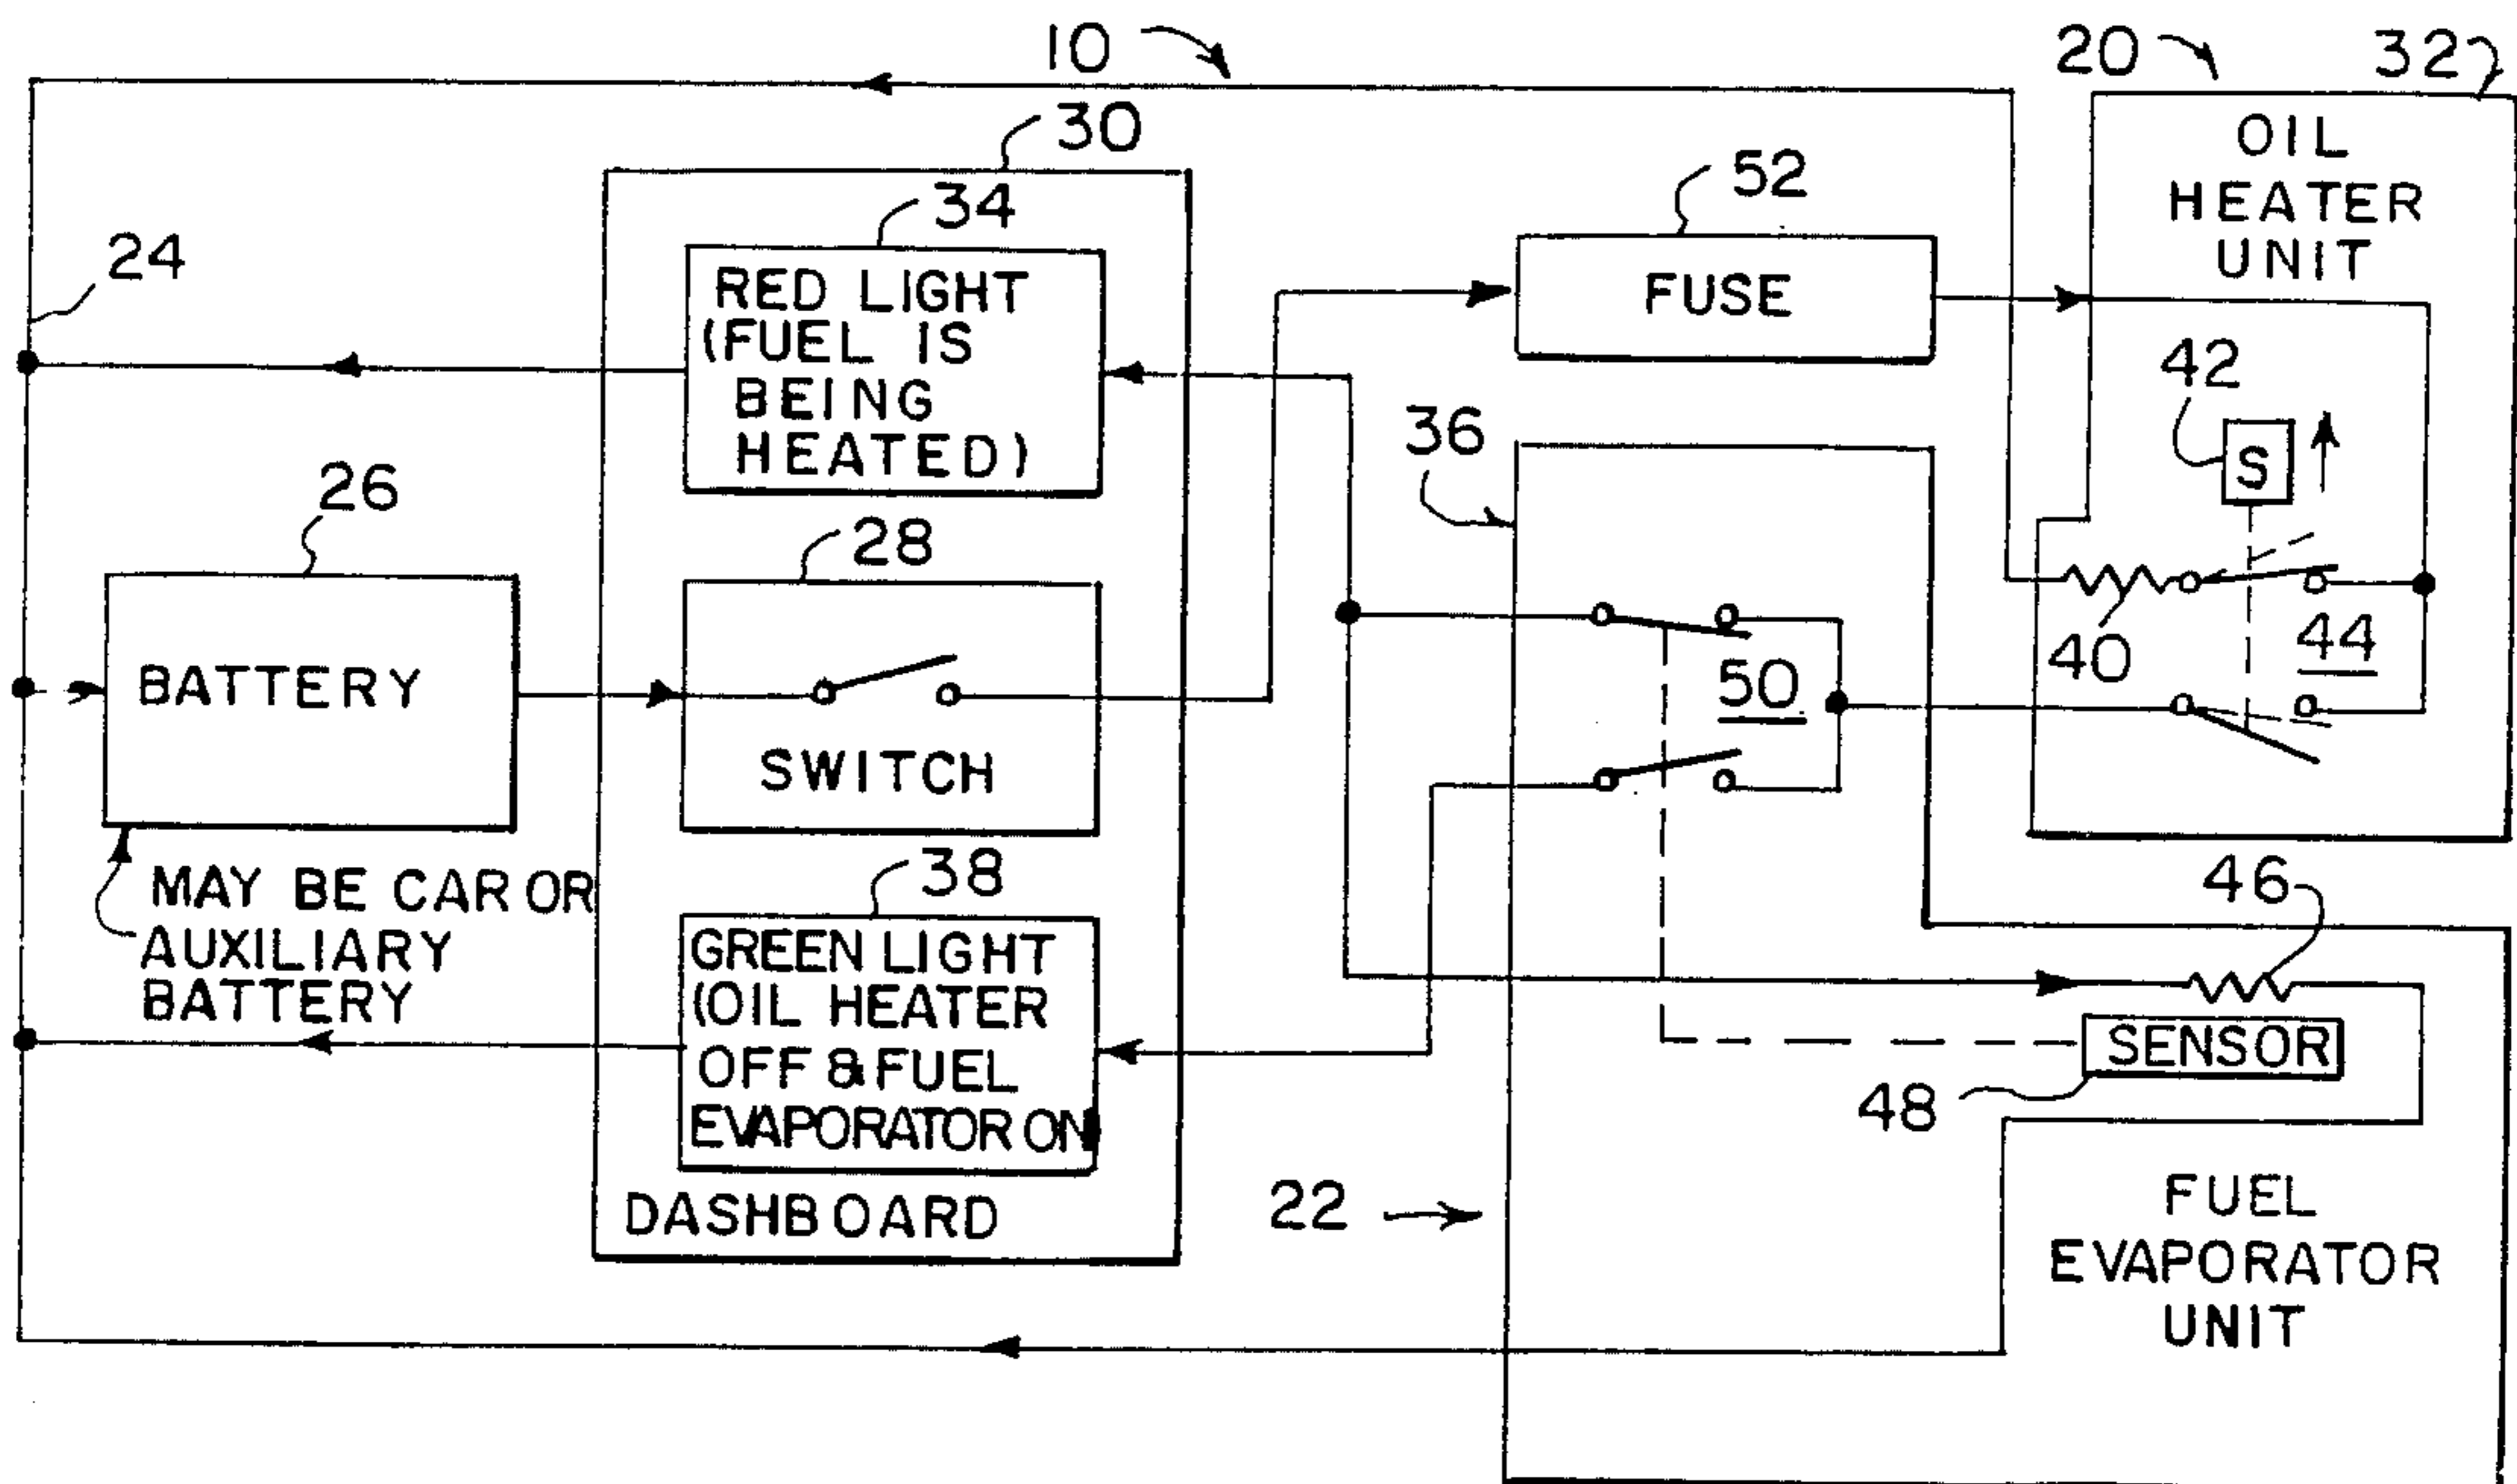 10
20
32
30
OIL
HEATER
UNIT
52
FUSE
34
RED LIGHT
(FUEL IS
BEING
HEATED)
24
42
S
36
26
28
BATTERY
SWITCH
50
40
44
MAY BE CAR OR
AUXILIARY
BATTERY
38
GREEN LIGHT
(OIL HEATER
OFF & FUEL
EVAPORATOR ON
DASHBOARD
46
SENSOR
48
22
FUEL
EVAPORATOR
UNIT